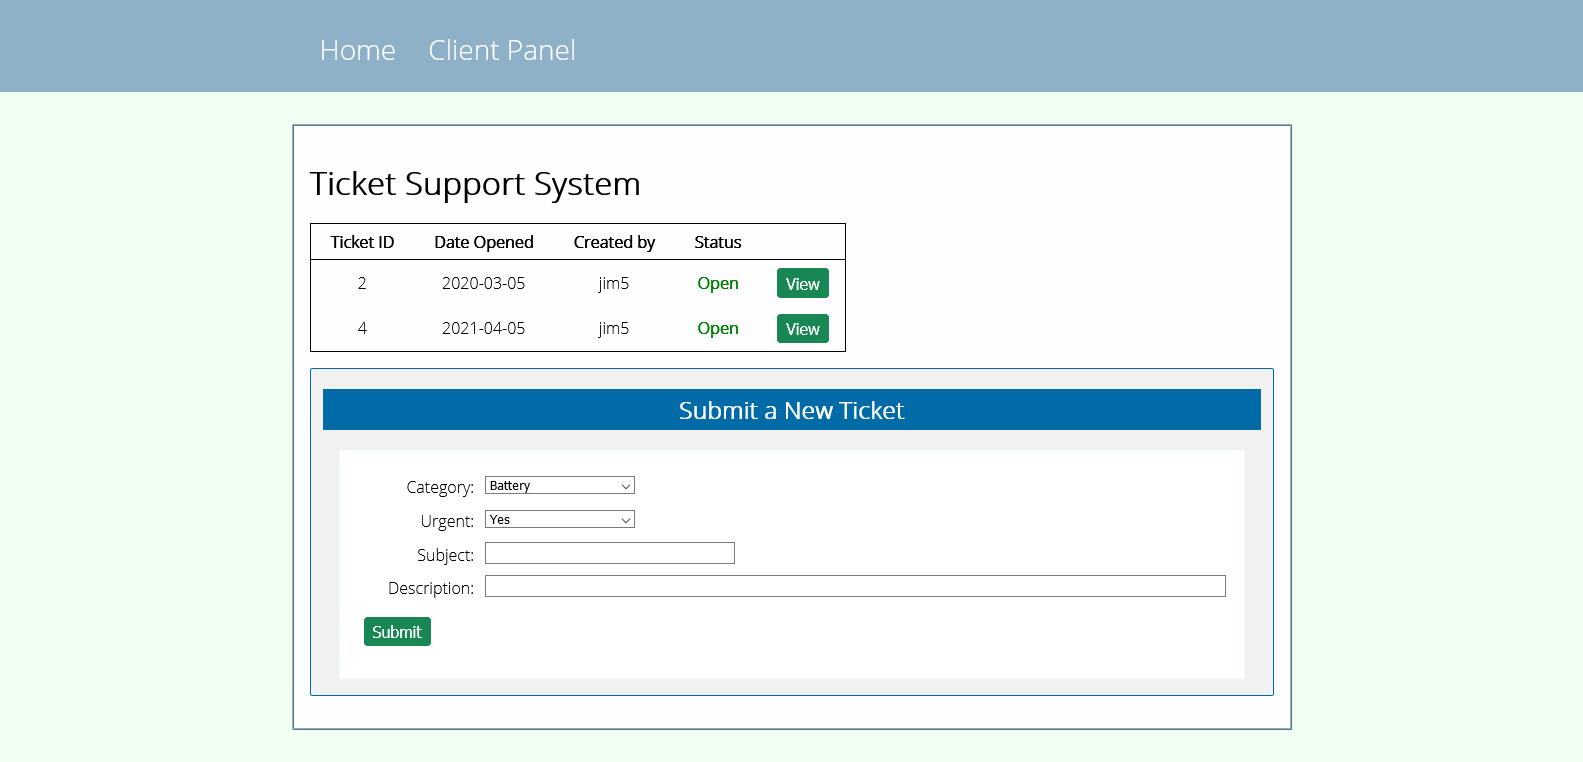 Home Client Panel
Ticket Support System
Ticket ID Date Opened Created by Status
2 2020-03-05 jim5 Open View
4 2021-04-05 jim5 Open View
Submit a New Ticket
Category: Battery
Urgent: Yes
Subject:
Description:
Submit